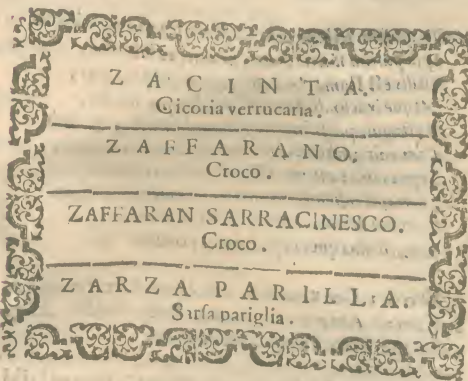 ZACINTA.
Cicoria verrucaria.
ZAFFARANO.
Croco.
ZAFFARAN SARRACINESCO.
Croco.
ZARZA PARILLA.
Sarsa pariglia.